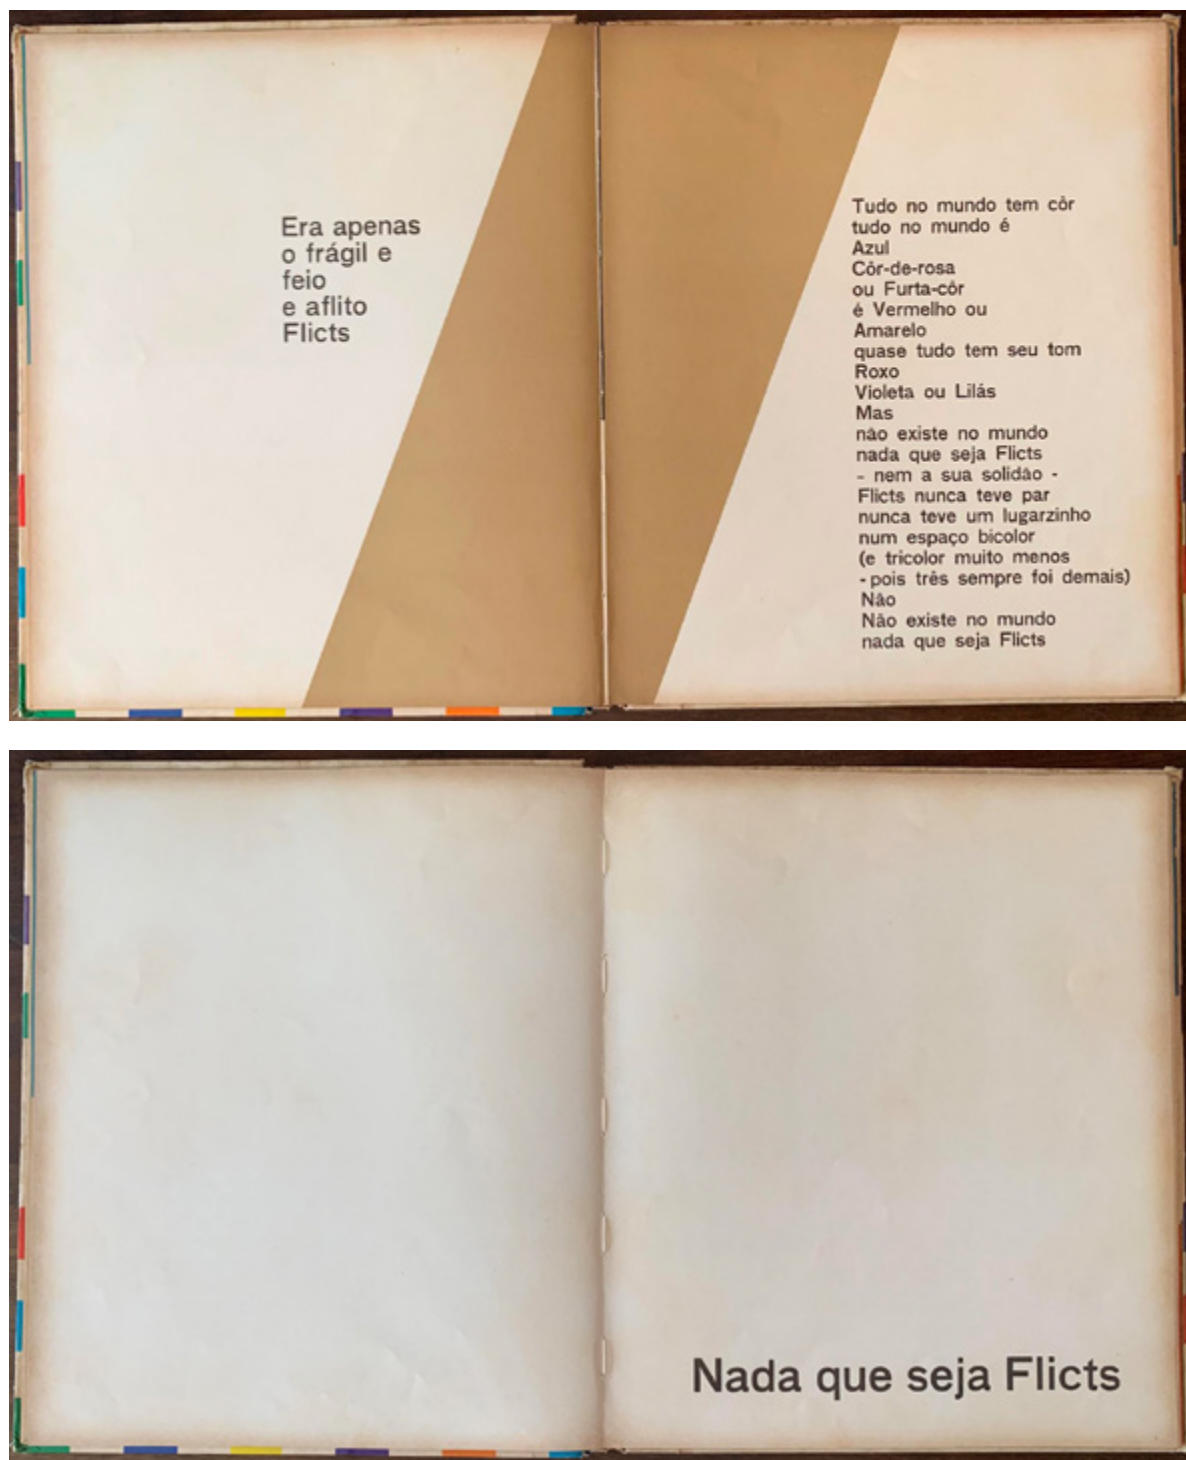 Era apenas
o frágil e
feio
e aflito
Flicts
Tudo no mundo tem côr
tudo no mundo é
Azul
Côr-de-rosa
ou Furta-côr
é Vermelho ou
Amarelo
quase tudo tem seu tom
Roxo
Violeta ou Lilás
Mas
não existe no mundo
nada que seja Flicts
- nem a sua solidão -
Flicts nunca teve par
nunca teve um lugarzinho
num espaço bicolor
(e tricolor muito menos
- pois três sempre foi demais)
Não
Não existe no mundo
nada que seja Flicts
Nada que seja Flicts